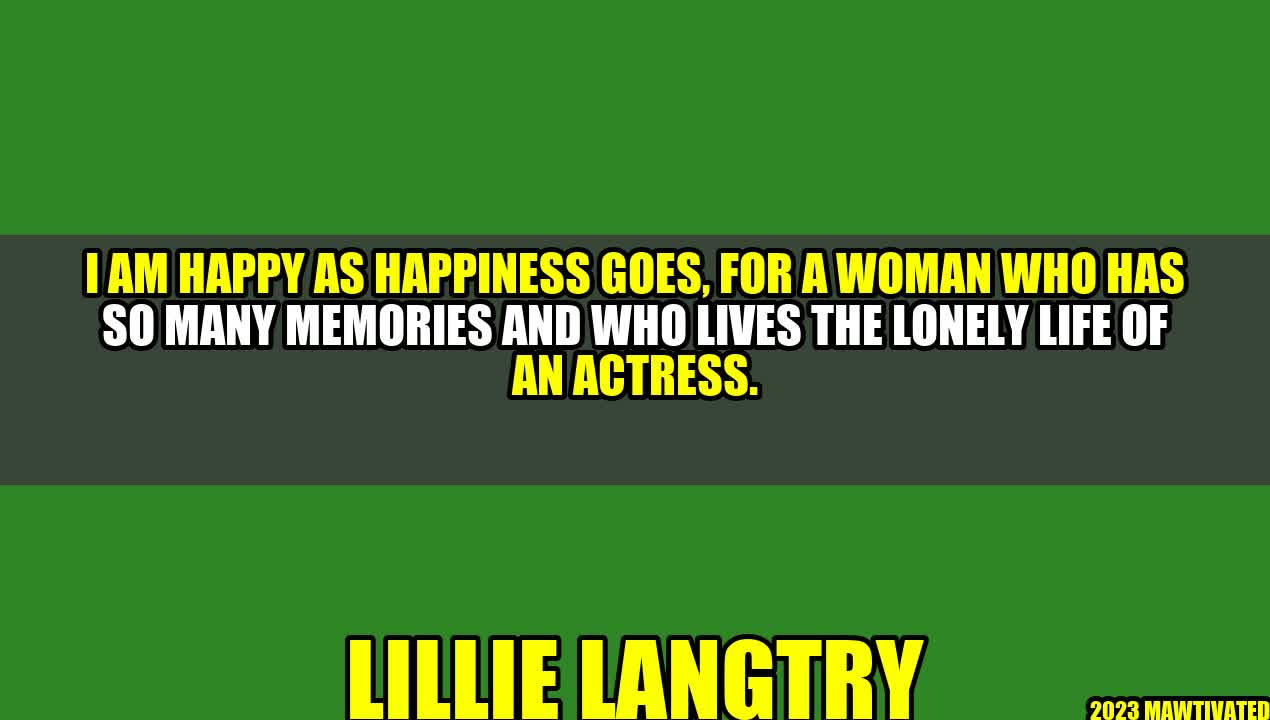 I AM HAPPY AS HAPPINESS GOES, FOR A WOMAN WHO HAS
SO MANY MEMORIES AND WHO LIVES THE LONELY LIFE OF
AN ACTRESS.
LILLIE LANGTRY
2023 MAWTIVATED